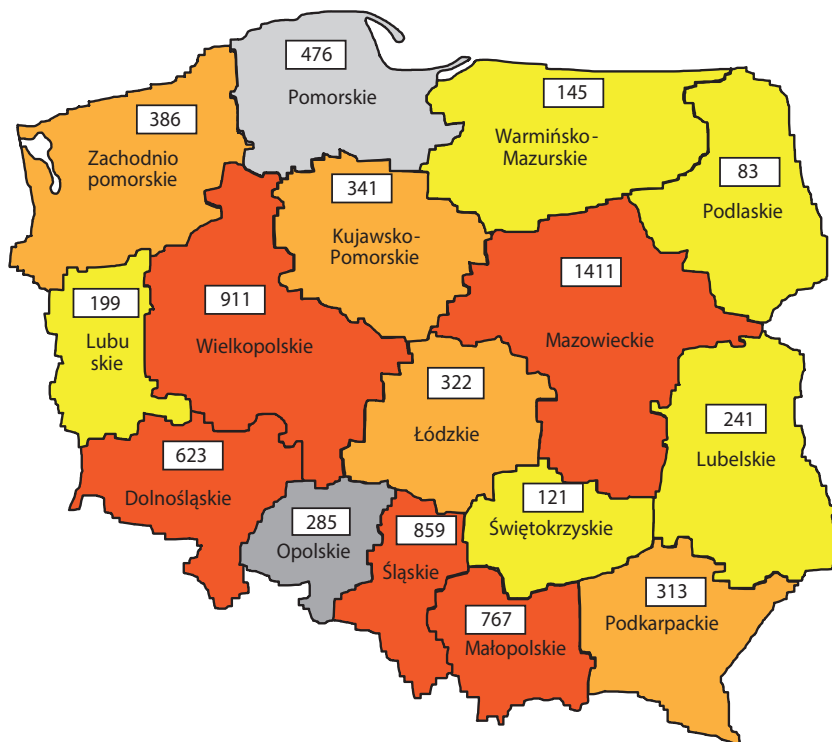 476
Pomorskie
145
Warmińsko-
Mazurskie
386
Zachodnio
pomorskie
83
Podlaskie
341
Kujawsko-
Pomorskie
1411
Mazowieckie
199
Lubu
skie
911
Wielkopolskie
322
Łódzkie
241
Lubelskie
623
Dolnośląskie
121
Świętokrzyskie
285
Opolskie
859
Śląskie
313
Podkarpackie
767
Małopolskie